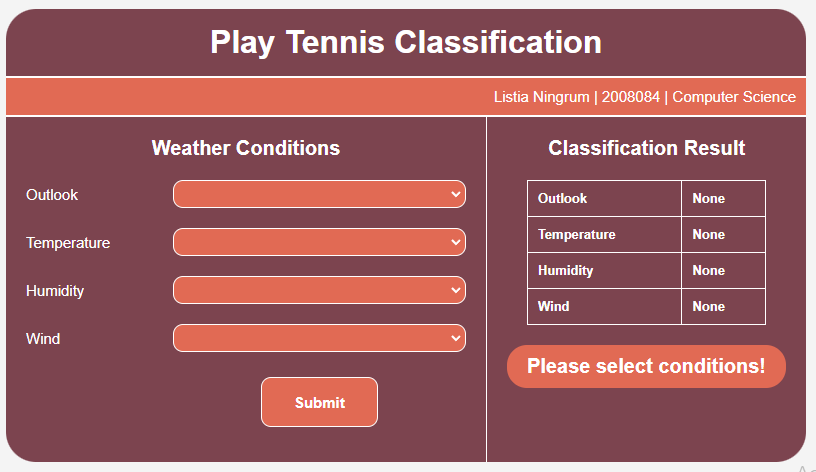 Play Tennis Classification
Listia Ningrum | 2008084 | Computer Science
Weather Conditions
Outlook
Temperature
Humidity
Wind
Submit
Classification Result
Outlook None
Temperature None
Humidity None
Wind None
Please select conditions!